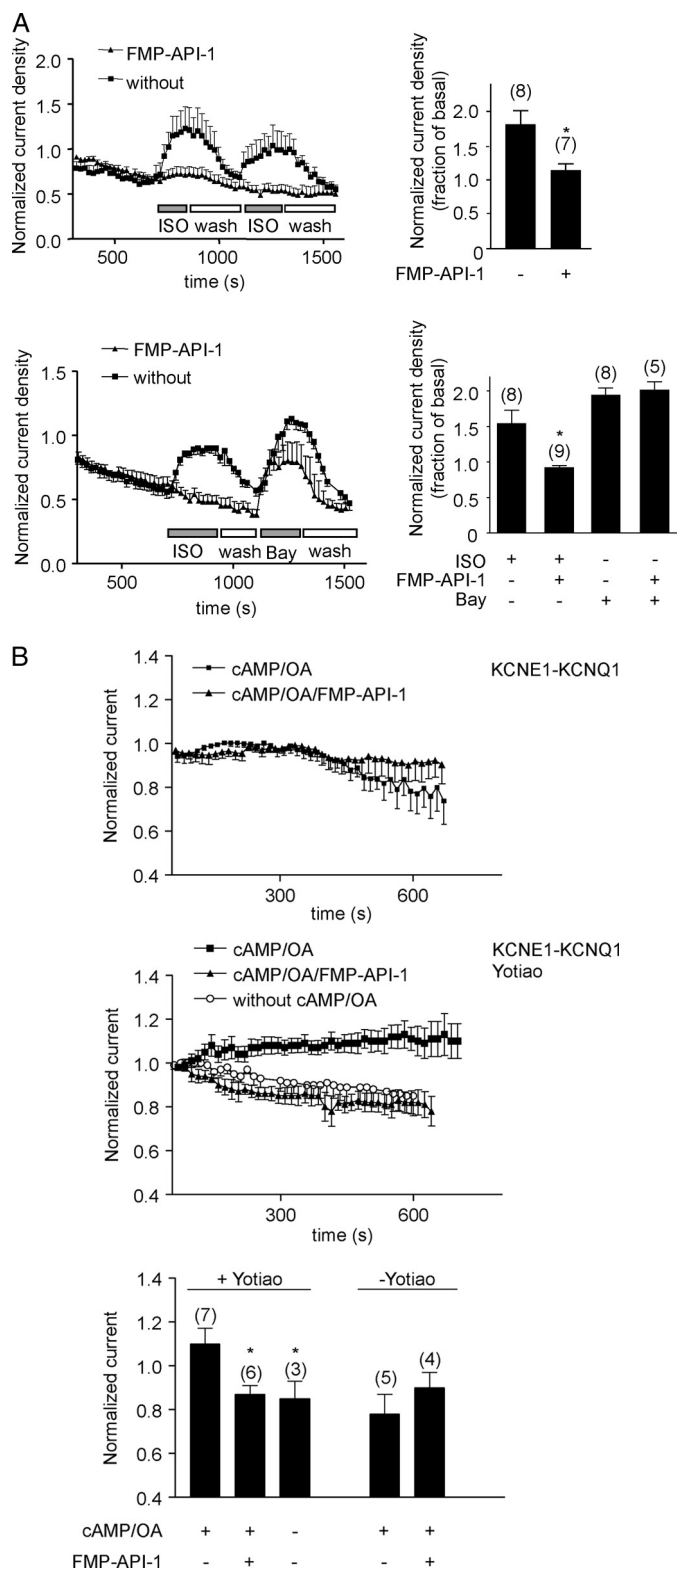 A
FMP-API-1
without
Normalized current density
2.0
1.5
1.0
0.5
0.0
ISO wash ISO wash
500 1000 1500
time (s)
Normalized current density
(fraction of basal)
2.0
1.5
1.0
0.5
0
(8)
*
(7)
FMP-API-1 - +
FMP-API-1
without
Normalized current density
1.5
1.0
0.5
0.0
ISO wash Bay wash
500 1000 1500
time (s)
Normalized current density
(fraction of basal)
2.0
1.5
1.0
0.5
0
(8)
*
(9)
(8)
(5)
ISO + + - -
FMP-API-1 - + - +
Bay - - + +
B
cAMP/OA
cAMP/OA/FMP-API-1
KCNE1-KCNQ1
Normalized current
1.4
1.2
1.0
0.8
0.6
0.4
300 600
time (s)
cAMP/OA
cAMP/OA/FMP-API-1
without cAMP/OA
KCNE1-KCNQ1
Yotiao
Normalized current
1.4
1.2
1.0
0.8
0.6
0.4
300 600
time (s)
Normalized current
1.4
1.2
1.0
0.8
0.6
0.4
+ Yotiao
-Yotiao
(7)
*
(6)
*
(3)
(5)
(4)
cAMP/OA + + - + +
FMP-API-1 - + - - +